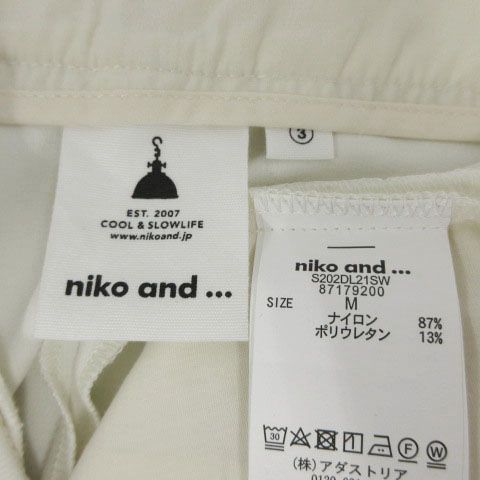 3
EST. 2007
COOL & SLOWLIFE
www.nikoand.jp
niko and ...
niko and ...
S202DL21SW
87179200
SIZE M
ナイロン 87%
ポリウレタン 13%
30 F W
(株)アダストリア